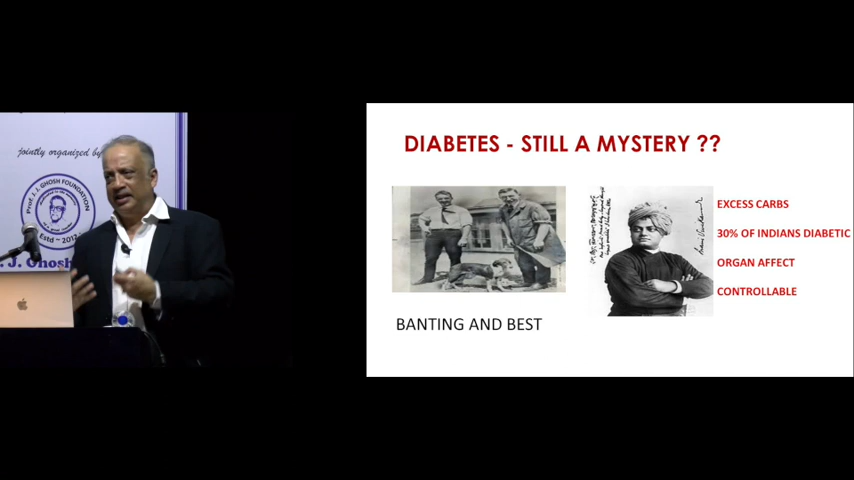 jointly organized by
Prof. J. J. GHOSH FOUNDATION
Estd ~ 2012
. J. Ghosh
DIABETES - STILL A MYSTERY ??
EXCESS CARBS
30% OF INDIANS DIABETIC
ORGAN AFFECT
CONTROLLABLE
BANTING AND BEST